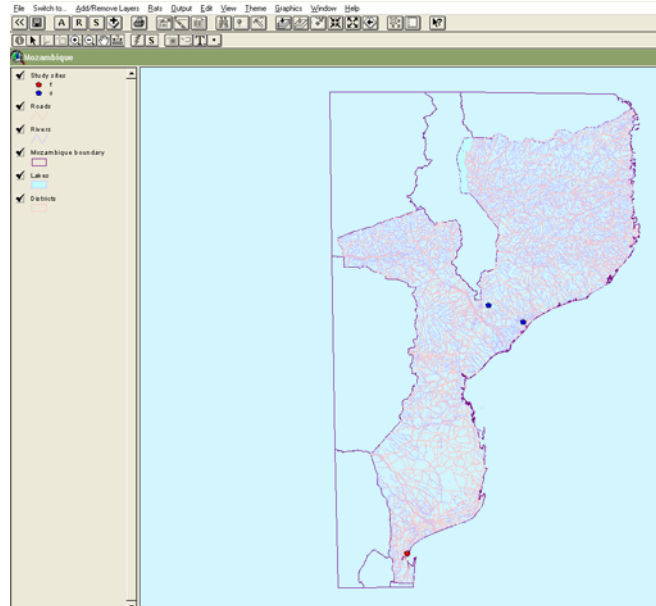 File Switch to... Add/Remove Layers Rats Output Edit View Theme Graphics Window Help
A R S
S T
Mozambique
Study sites
Roads
Rivers
Mozambique boundary
Lakes
Districts